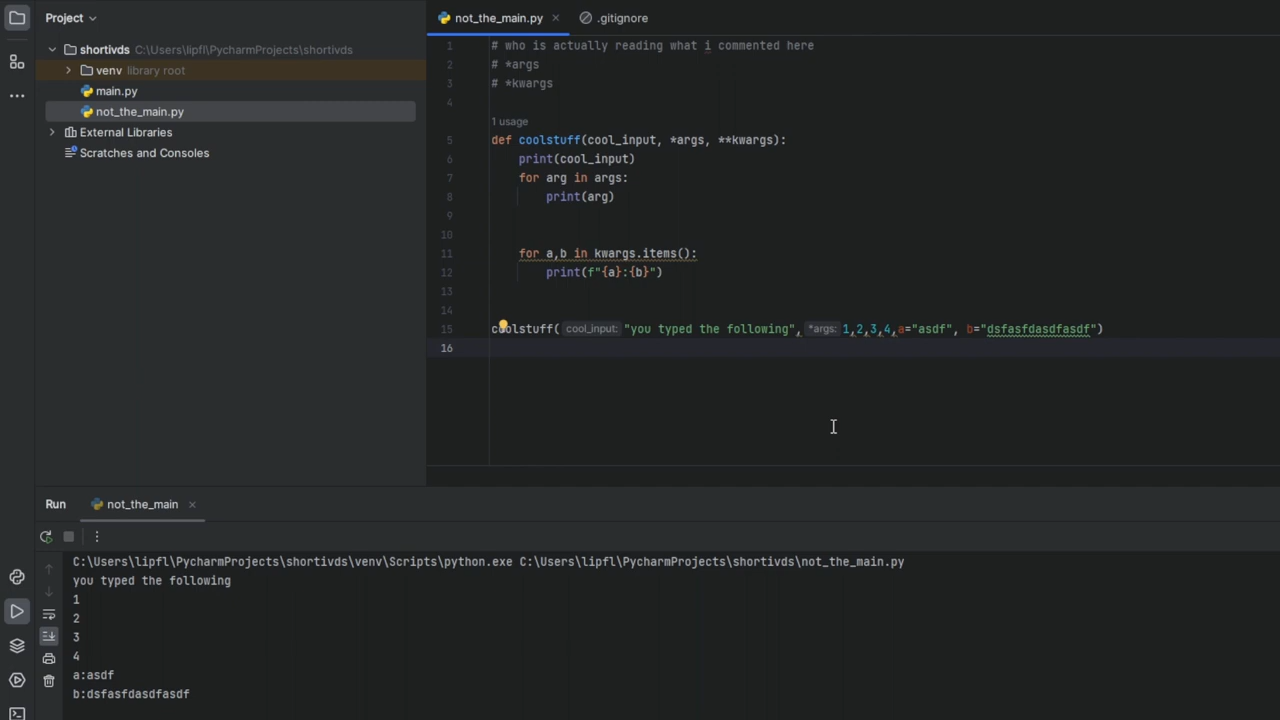 Project
not_the_main.py
.gitignore
shortivds C:\Users\lipfl\PycharmProjects\shortivds
venv library root
main.py
not_the_main.py
External Libraries
Scratches and Consoles
1 # who is actually reading what i commented here
2 # *args
3 # *kwargs
4
1 usage
5 def coolstuff(cool_input, *args, **kwargs):
6 print(cool_input)
7 for arg in args:
8 print(arg)
9
10
11 for a,b in kwargs.items():
12 print(f"{a}:{b}")
13
14
15 coolstuff( cool_input: "you typed the following", *args: 1,2,3,4,a="asdf", b="dsfasfdasdfasdf")
16
Run not_the_main
C:\Users\lipfl\PycharmProjects\shortivds\venv\Scripts\python.exe C:\Users\lipfl\PycharmProjects\shortivds\not_the_main.py
you typed the following
1
2
3
4
a:asdf
b:dsfasfdasdfasdf